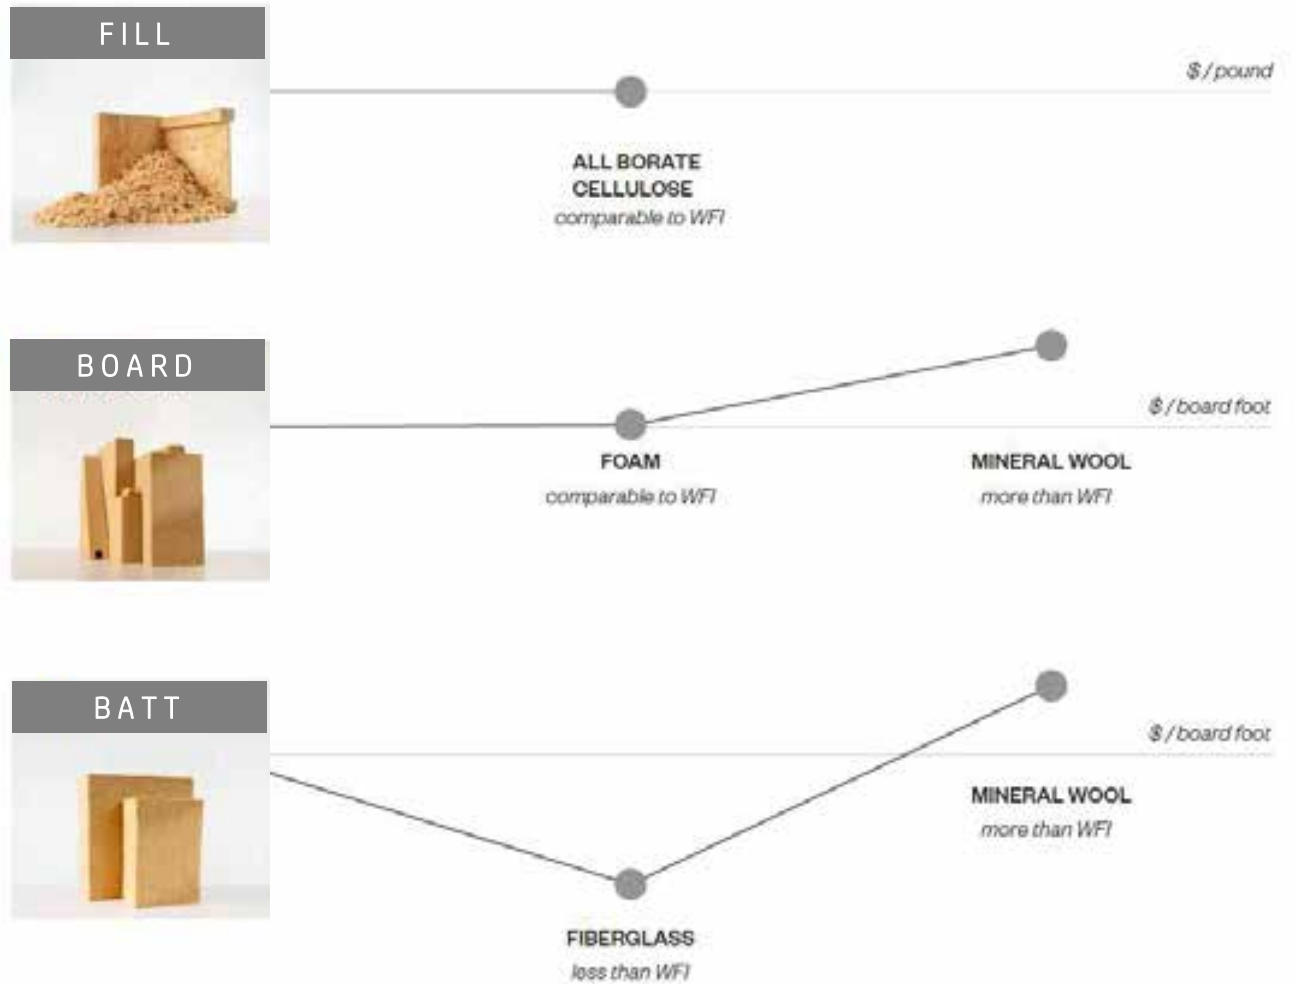 FILL
$ / pound
ALL BORATE
CELLULOSE
comparable to WFI
BOARD
$ / board foot
FOAM
MINERAL WOOL
comparable to WFI
more than WFI
BATT
$ / board foot
MINERAL WOOL
more than WFI
FIBERGLASS
less than WFI